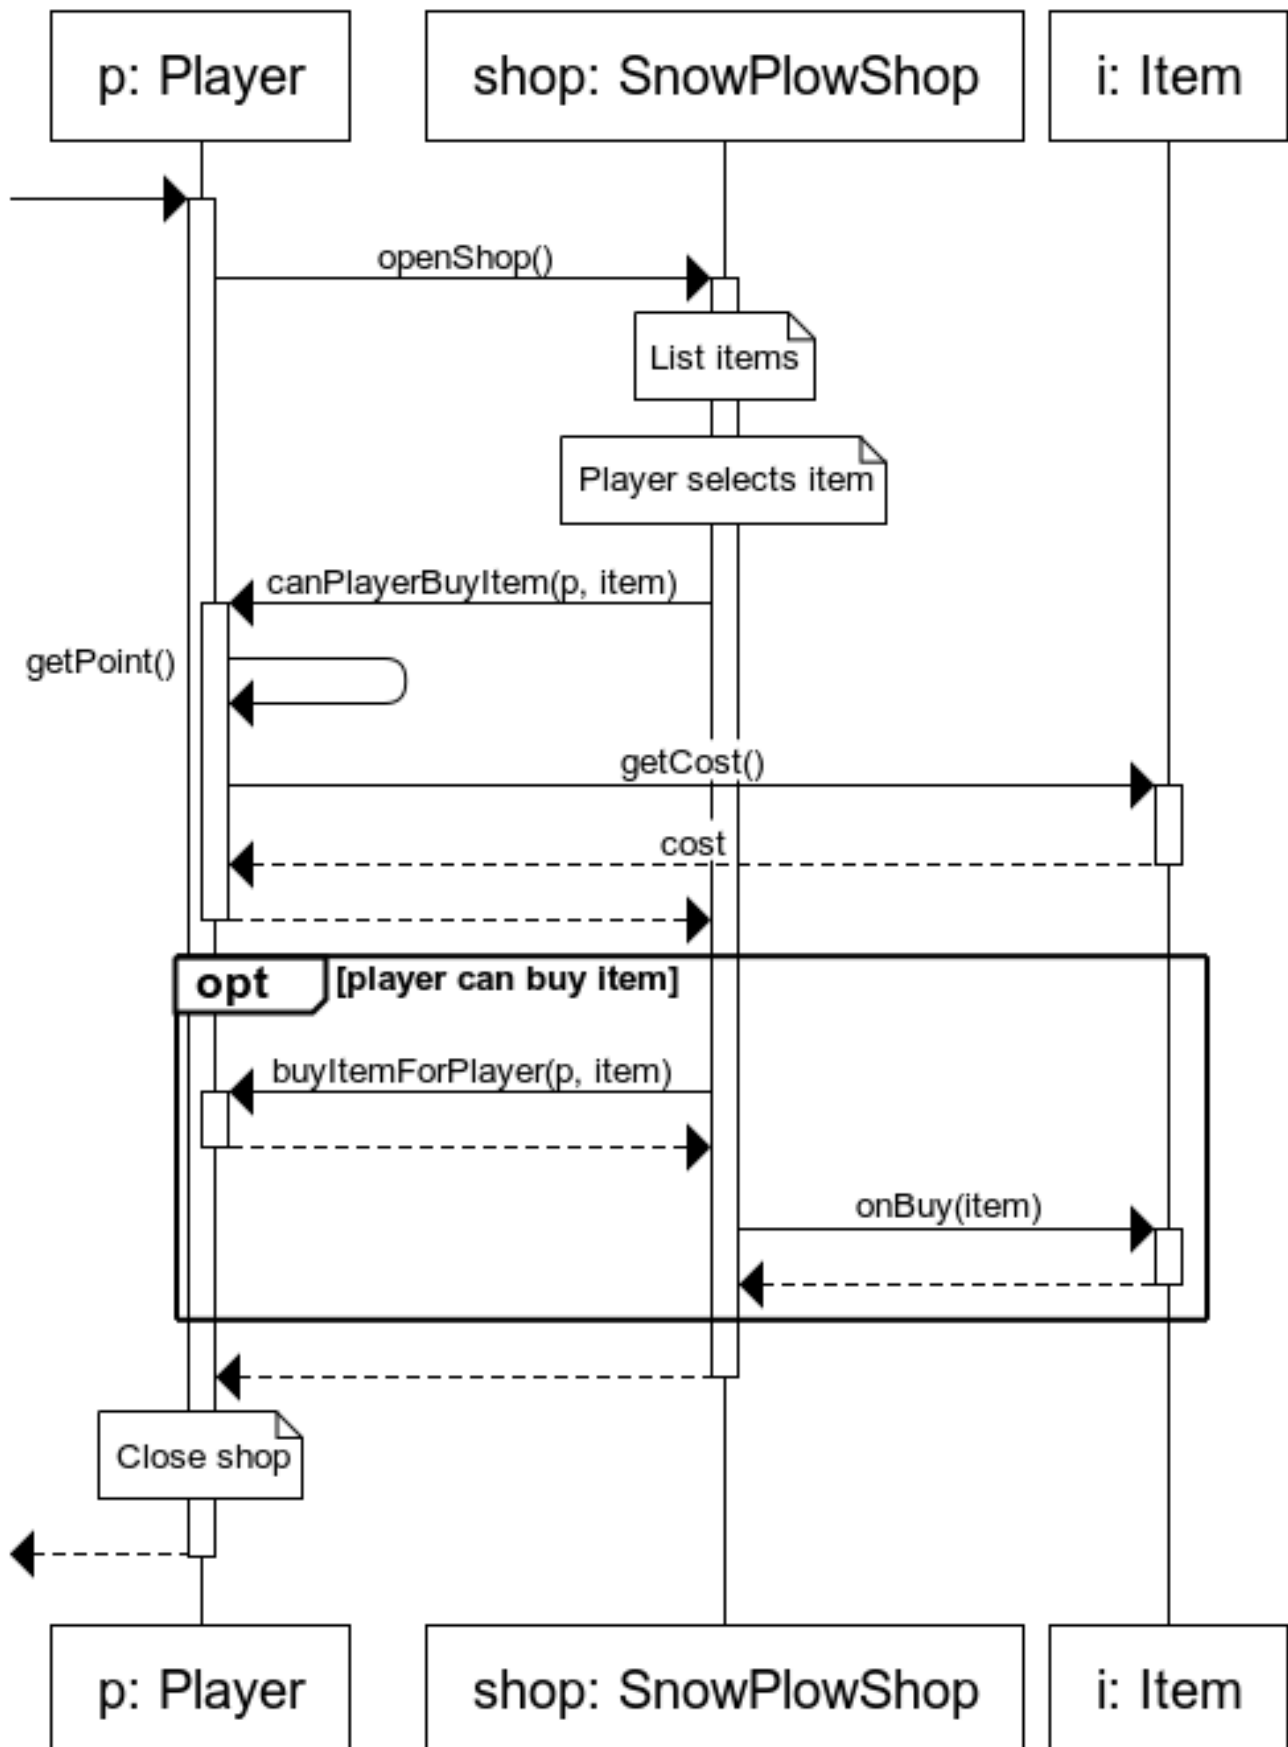 p: Player
shop: SnowPlowShop
i: Item
openShop()
List items
Player selects item
canPlayerBuyItem(p, item)
getPoint()
getCost()
cost
opt
[player can buy item]
buyItemForPlayer(p, item)
onBuy(item)
Close shop
p: Player
shop: SnowPlowShop
i: Item